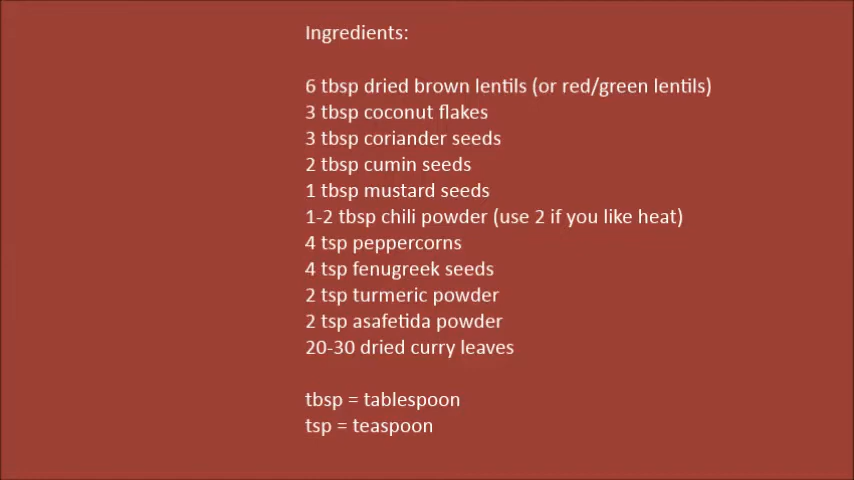 Ingredients:
6 tbsp dried brown lentils (or red/green lentils)
3 tbsp coconut flakes
3 tbsp coriander seeds
2 tbsp cumin seeds
1 tbsp mustard seeds
1-2 tbsp chili powder (use 2 if you like heat)
4 tsp peppercorns
4 tsp fenugreek seeds
2 tsp turmeric powder
2 tsp asafetida powder
20-30 dried curry leaves
tbsp = tablespoon
tsp = teaspoon